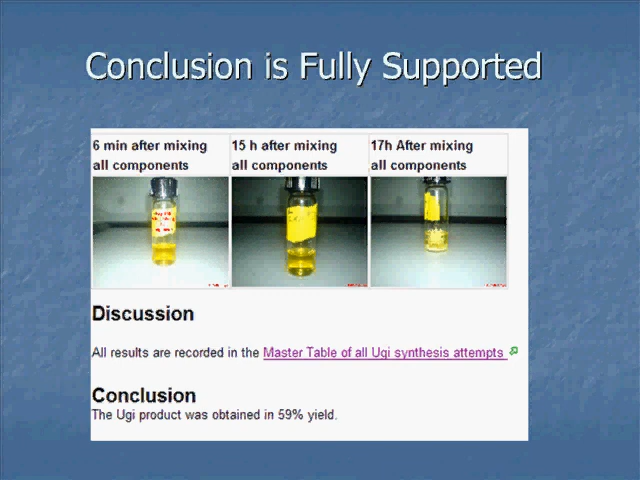 Conclusion is Fully Supported
6 min after mixing
all components
15 h after mixing
all components
17h After mixing
all components
Discussion
All results are recorded in the Master Table of all Ugi synthesis attempts
Conclusion
The Ugi product was obtained in 59% yield.